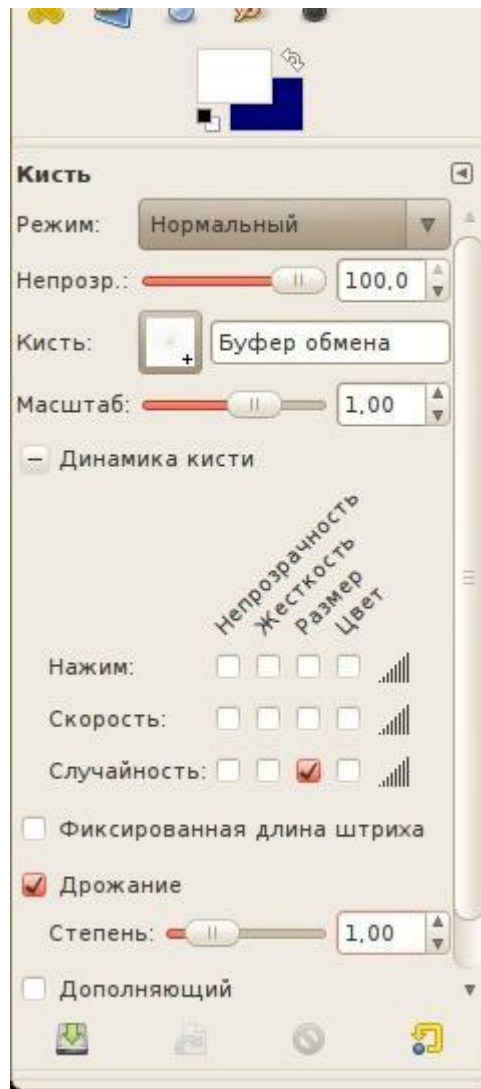 Кисть
Режим: Нормальный
Непрозр.: 100,0
Кисть: Буфер обмена
Масштаб: 1,00
Динамика кисти
Непрозрачность
Жесткость
Размер
Цвет
Нажим:
Скорость:
Случайность:
Фиксированная длина штриха
Дрожание
Степень: 1,00
Дополняющий